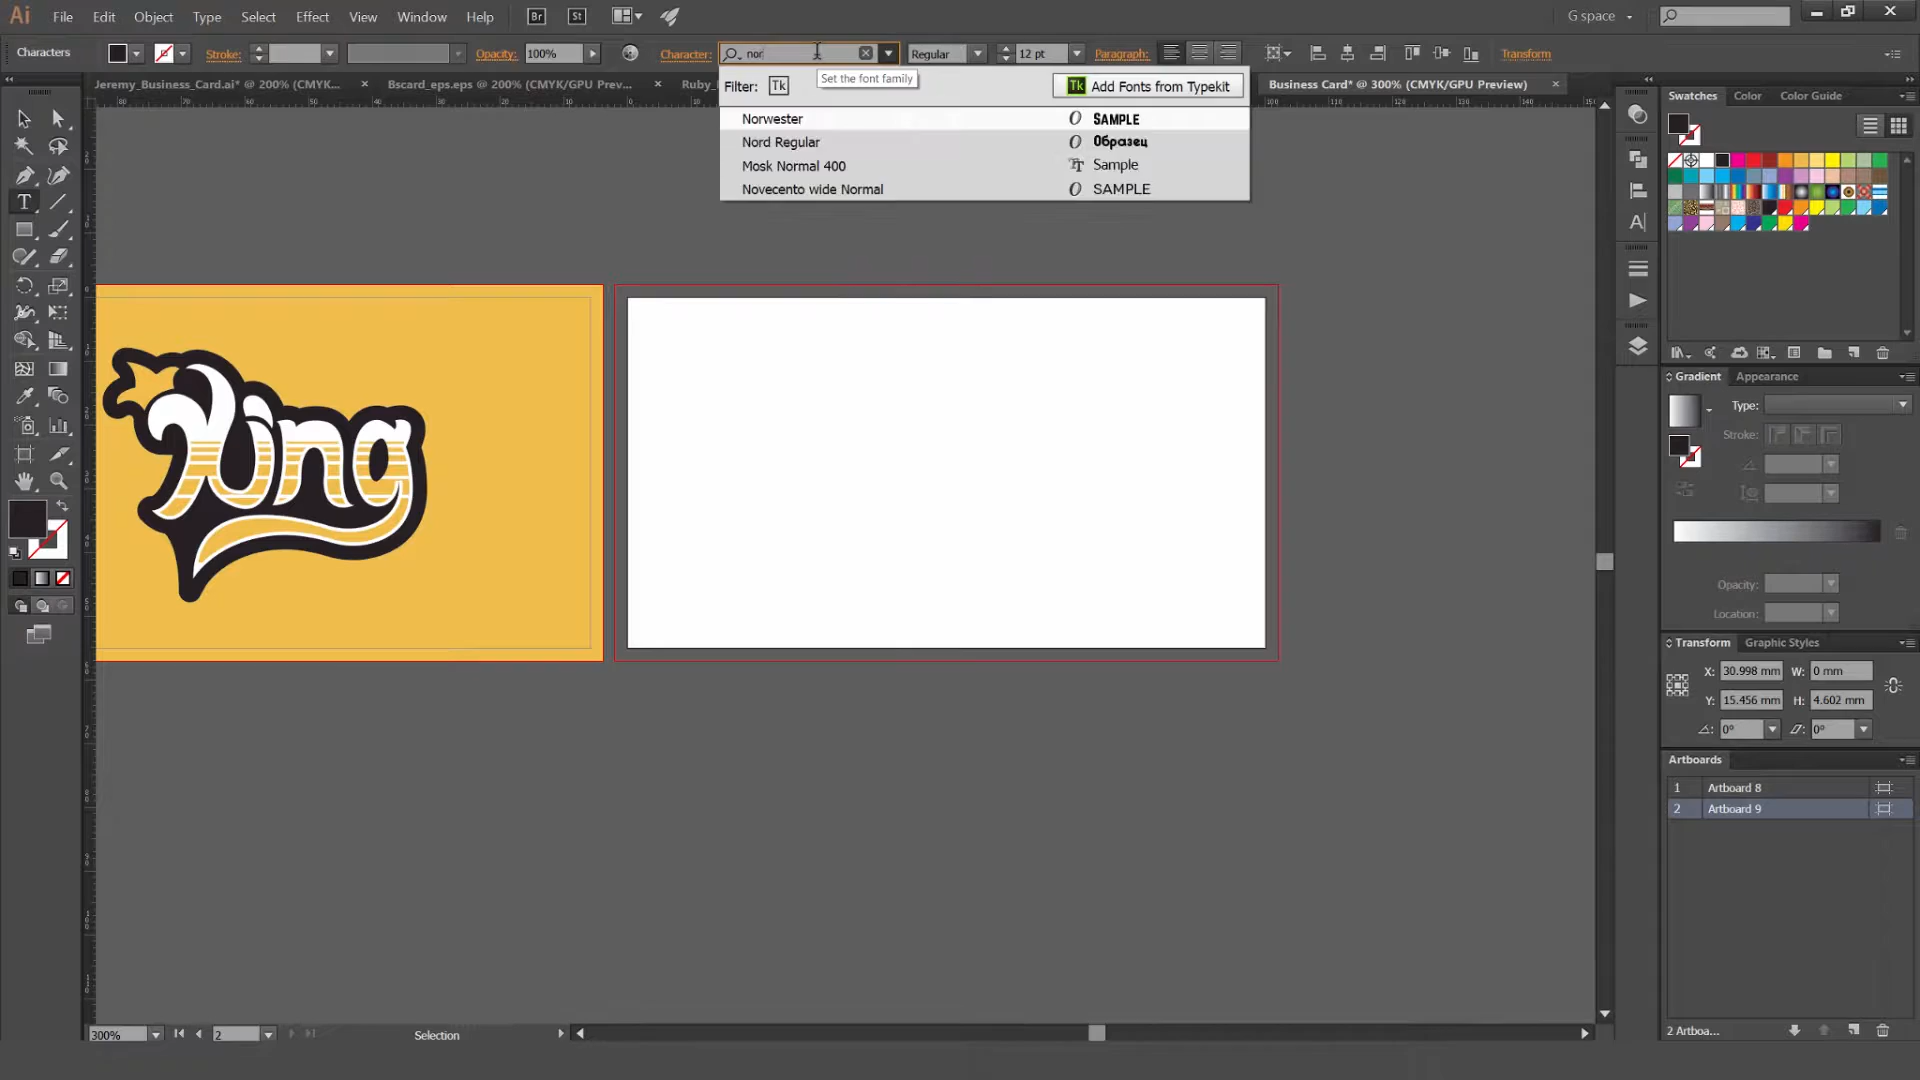 Ai File Edit Object Type Select Effect View Window Help Br St G space
Characters Stroke: Opacity: 100% Character: nor Regular 12 pt Paragraph: Transform
Set the font family
Filter: Tk Tk Add Fonts from Typekit
Jeremy_Business_Card.ai* @ 200% (CMYK... × Bscard_eps.eps @ 200% (CMYK/GPU Prev... × Ruby_ Business Card* @ 300% (CMYK/GPU Preview) ×
Norwester O SAMPLE
Nord Regular O Образец
Mosk Normal 400 Tr Sample
Novecento wide Normal O SAMPLE
King
Swatches Color Color Guide
Gradient Appearance
Type:
Stroke:
Opacity:
Location:
Transform Graphic Styles
X: 30.998 mm W: 0 mm
Y: 15.456 mm H: 4.602 mm
0° 0°
Artboards
1 Artboard 8
2 Artboard 9
2 Artboa...
300% 2 Selection